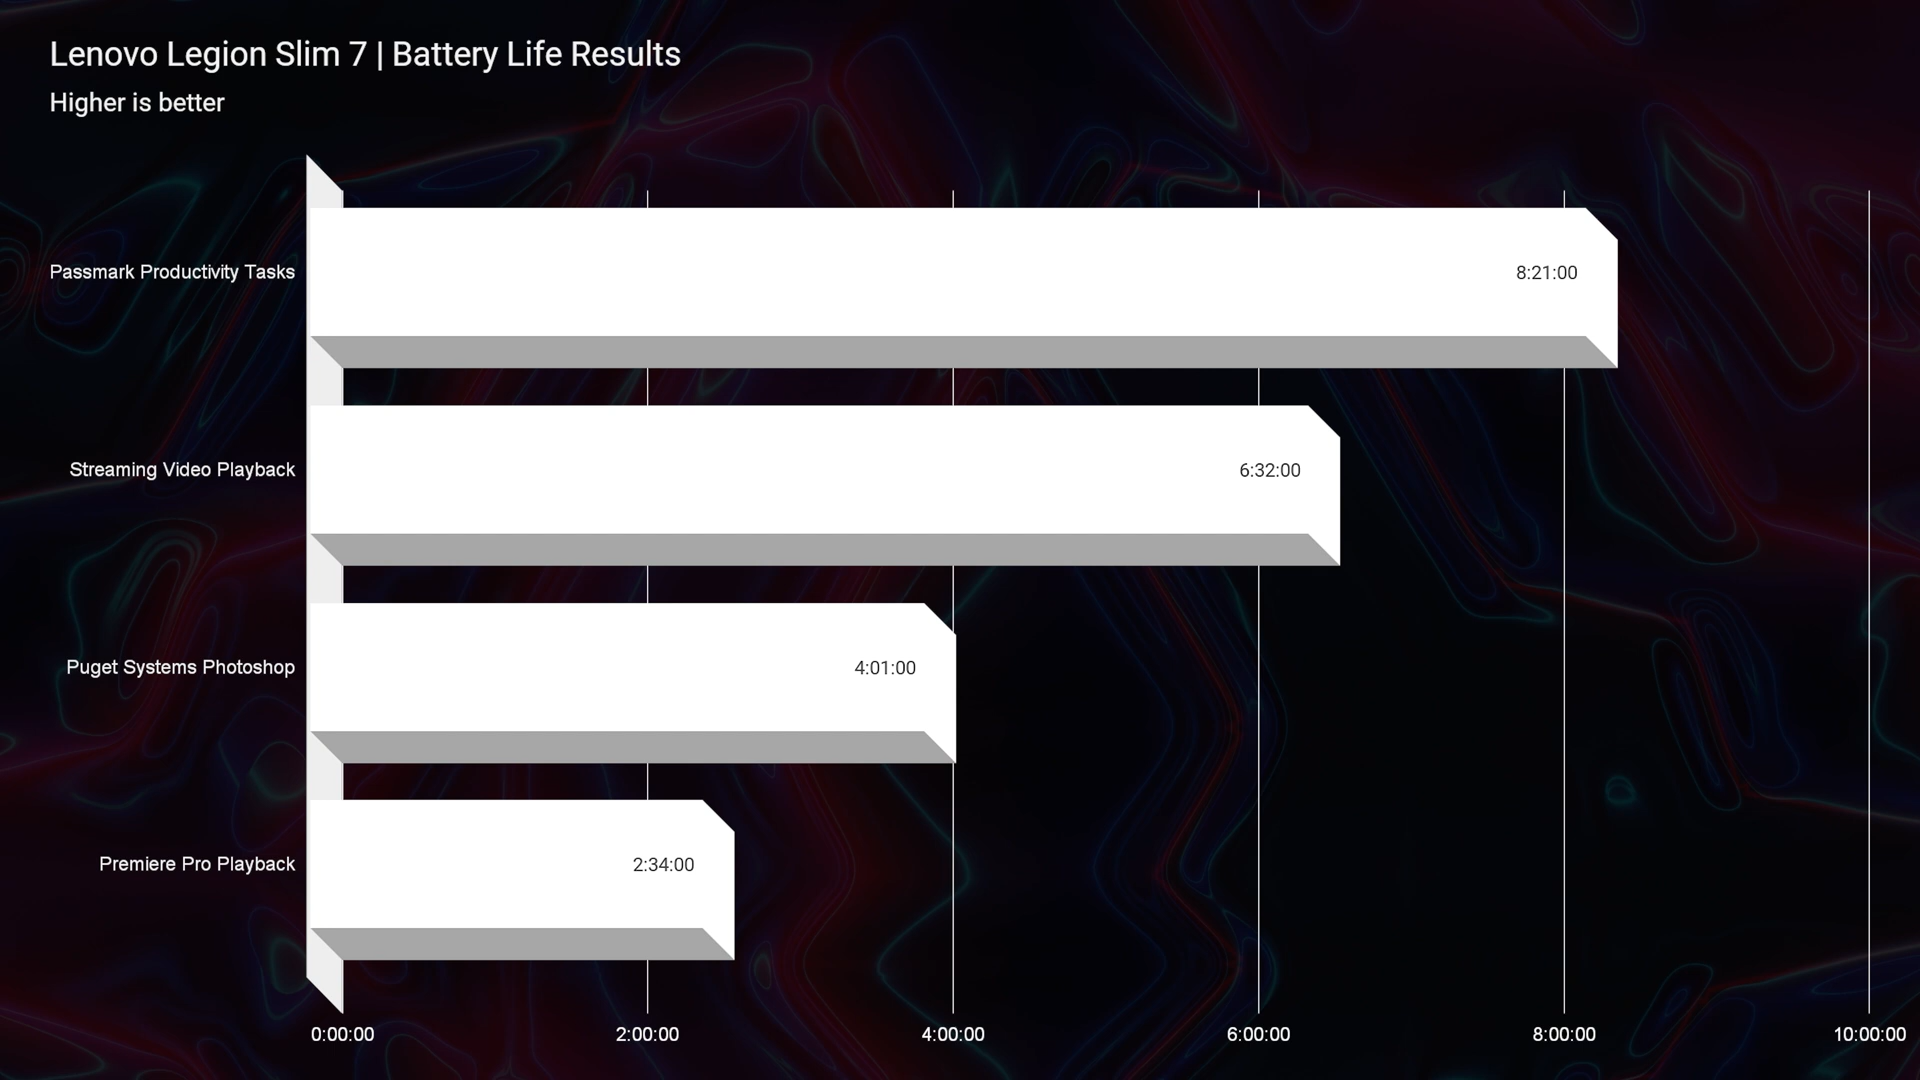 Lenovo Legion Slim 7 | Battery Life Results
Higher is better
Passmark Productivity Tasks
8:21:00
Streaming Video Playback
6:32:00
Puget Systems Photoshop
4:01:00
Premiere Pro Playback
2:34:00
0:00:00
2:00:00
4:00:00
6:00:00
8:00:00
10:00:00